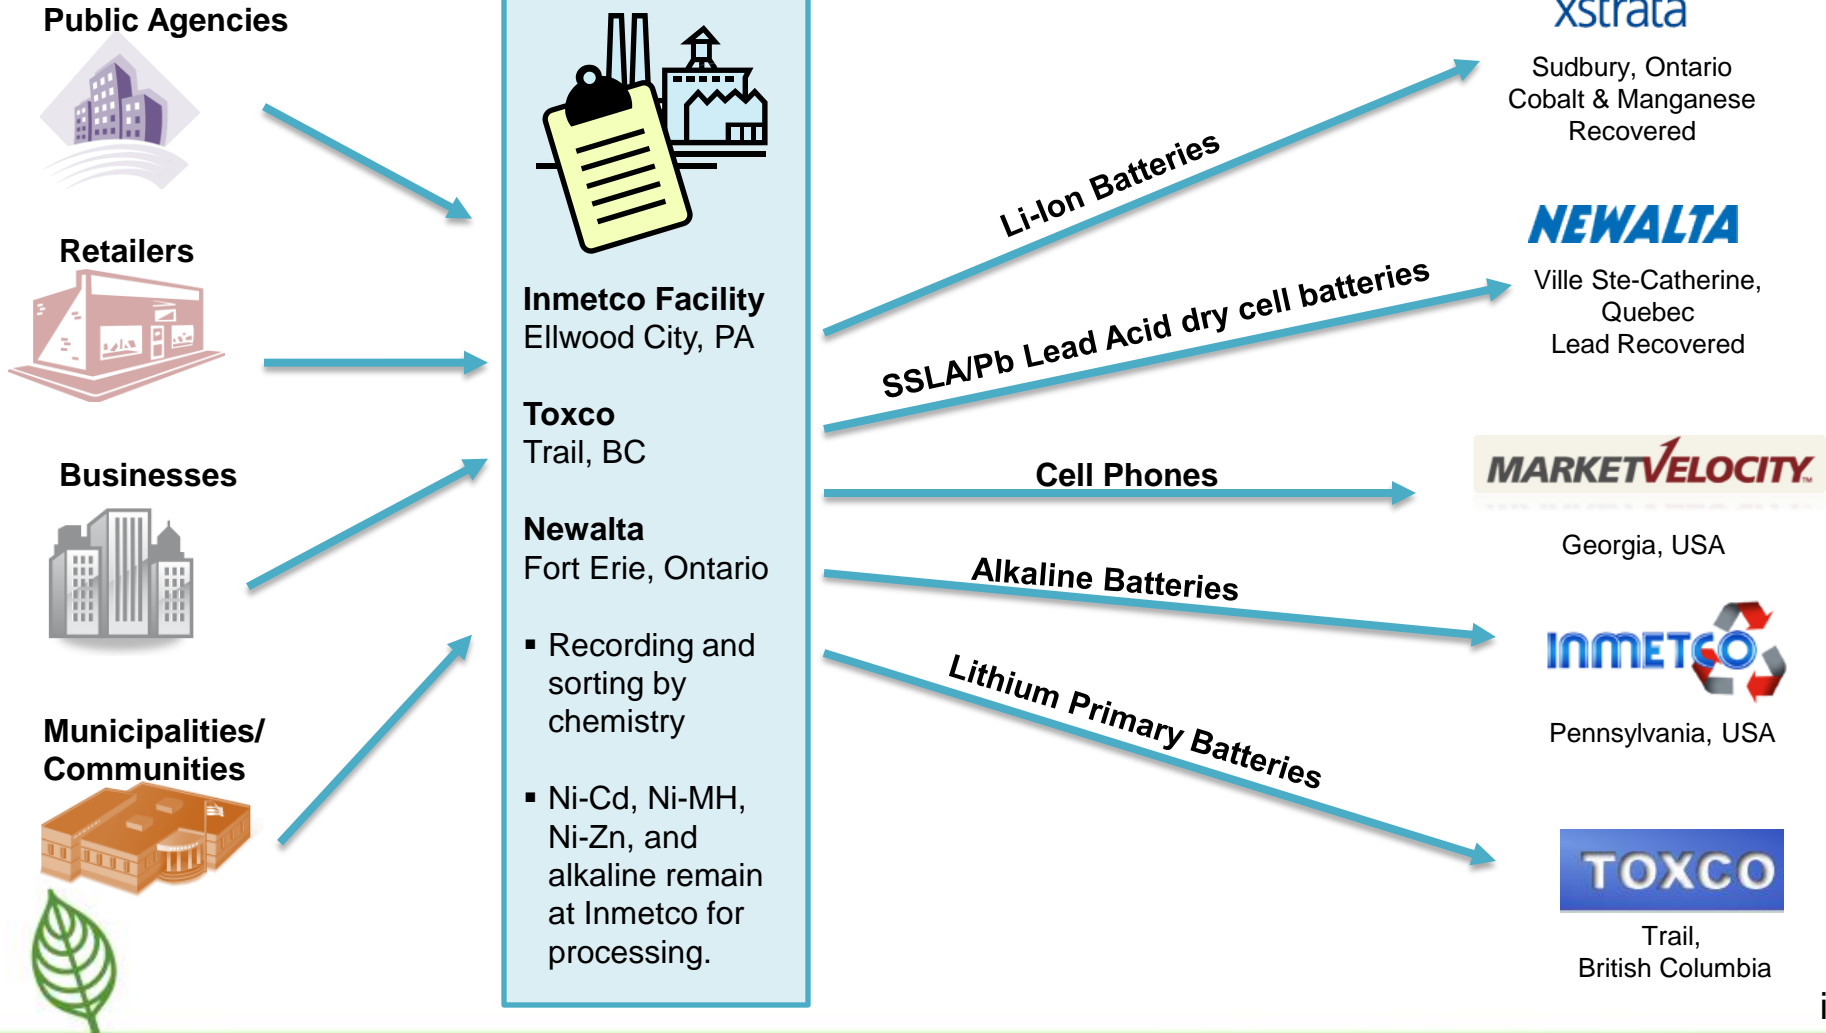 Public Agencies
Retailers
Businesses
Municipalities/
Communities
Inmetco Facility
Ellwood City, PA
Toxco
Trail, BC
Newalta
Fort Erie, Ontario
▪ Recording and
sorting by
chemistry
▪ Ni-Cd, Ni-MH,
Ni-Zn, and
alkaline remain
at Inmetco for
processing.
Li-Ion Batteries
SSLA/Pb Lead Acid dry cell batteries
Cell Phones
Alkaline Batteries
Lithium Primary Batteries
xstrata
Sudbury, Ontario
Cobalt & Manganese
Recovered
NEWALTA
Ville Ste-Catherine,
Quebec
Lead Recovered
MARKETVELOCITY™
Georgia, USA
INMETCO
Pennsylvania, USA
TOXCO
Trail,
British Columbia
i